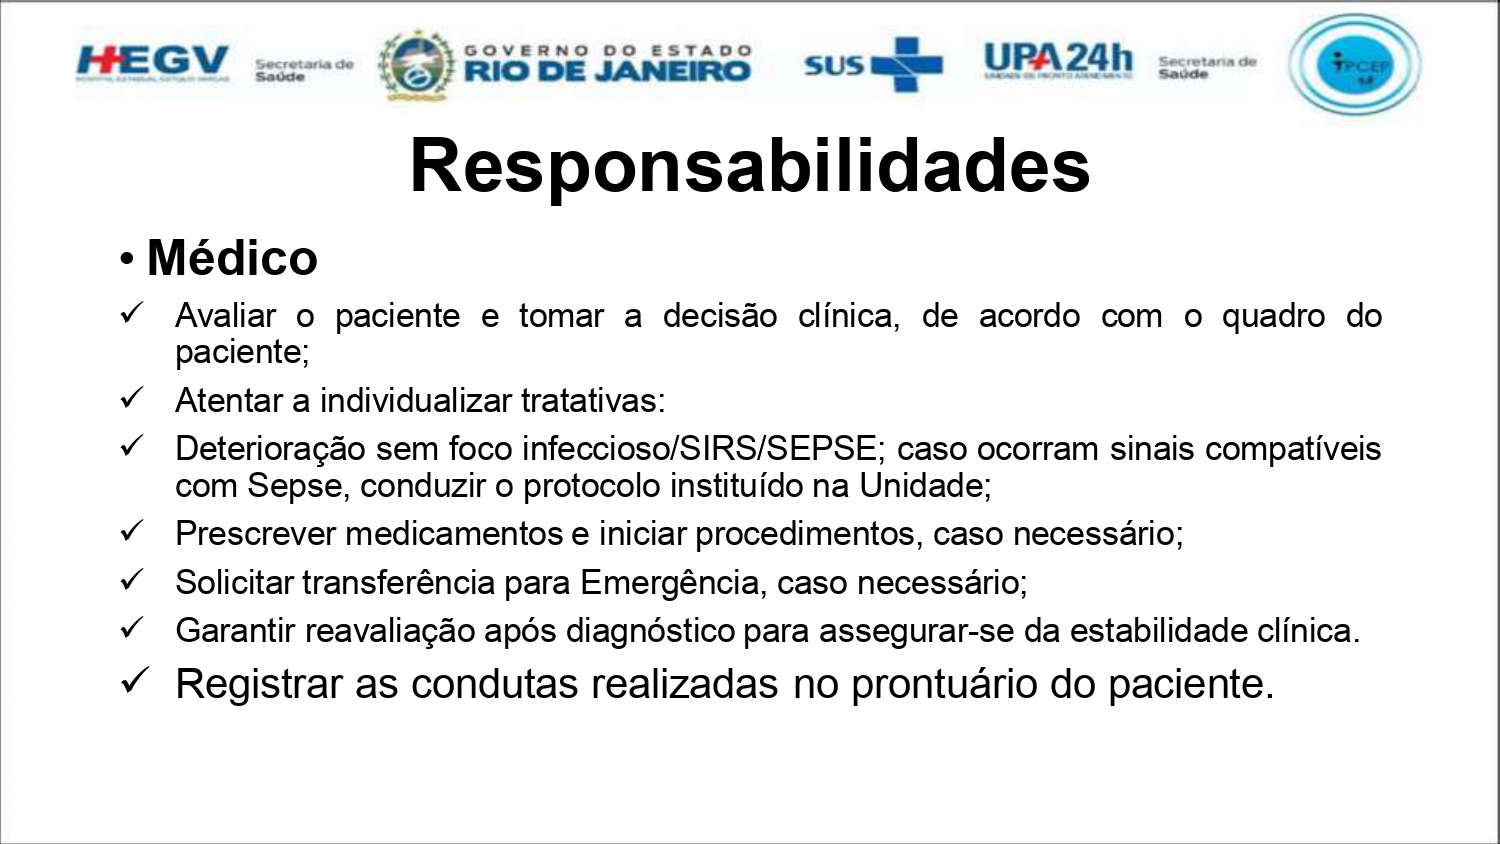 HEGV
Secretaria de
Saúde
GOVERNO DO ESTADO
RIO DE JANEIRO
SUS
UPA24h
UNIDADE DE PRONTO ATENDIMENTO
Secretaria de
Saúde
IPCEP
Responsabilidades
• Médico
✓ Avaliar o paciente e tomar a decisão clínica, de acordo com o quadro do
paciente;
✓ Atentar a individualizar tratativas:
✓ Deterioração sem foco infeccioso/SIRS/SEPSE; caso ocorram sinais compatíveis
com Sepse, conduzir o protocolo instituído na Unidade;
✓ Prescrever medicamentos e iniciar procedimentos, caso necessário;
✓ Solicitar transferência para Emergência, caso necessário;
✓ Garantir reavaliação após diagnóstico para assegurar-se da estabilidade clínica.
✓ Registrar as condutas realizadas no prontuário do paciente.